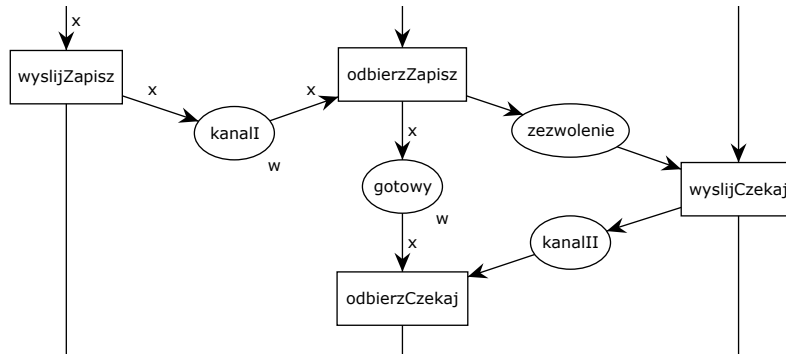 x
wyslijZapisz
odbierzZapisz
x
x
kanalI
zezwolenie
x
w
gotowy
wyslijCzekaj
w
x
kanalII
odbierzCzekaj